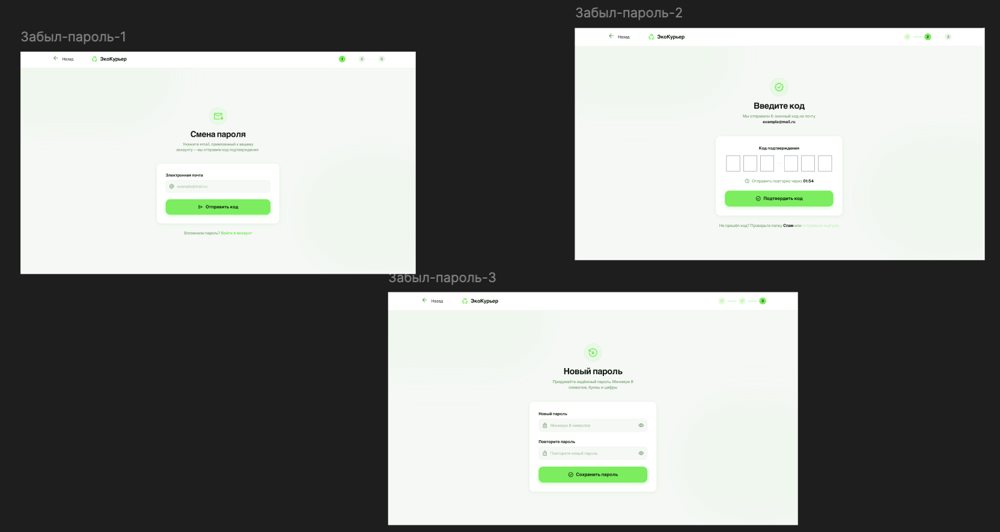 Забыл-пароль-1
Назад
ЭкоКурьер
1
2
3
Смена пароля
Укажите email, привязанный к вашему
аккаунту — мы отправим код подтверждения
Электронная почта
example@mail.ru
Отправить код
Вспомнили пароль? Войти в аккаунт
Забыл-пароль-2
Назад
ЭкоКурьер
2
3
Введите код
Мы отправили 6-значный код на почту
example@mail.ru
Код подтверждения
Отправить повторно через 01:54
Подтвердить код
Не пришёл код? Проверьте папку Спам или отправьте ещё раз
Забыл-пароль-3
Назад
ЭкоКурьер
3
Новый пароль
Придумайте надёжный пароль. Минимум 8
символов, буквы и цифры
Новый пароль
Минимум 8 символов
Повторите пароль
Повторите новый пароль
Сохранить пароль